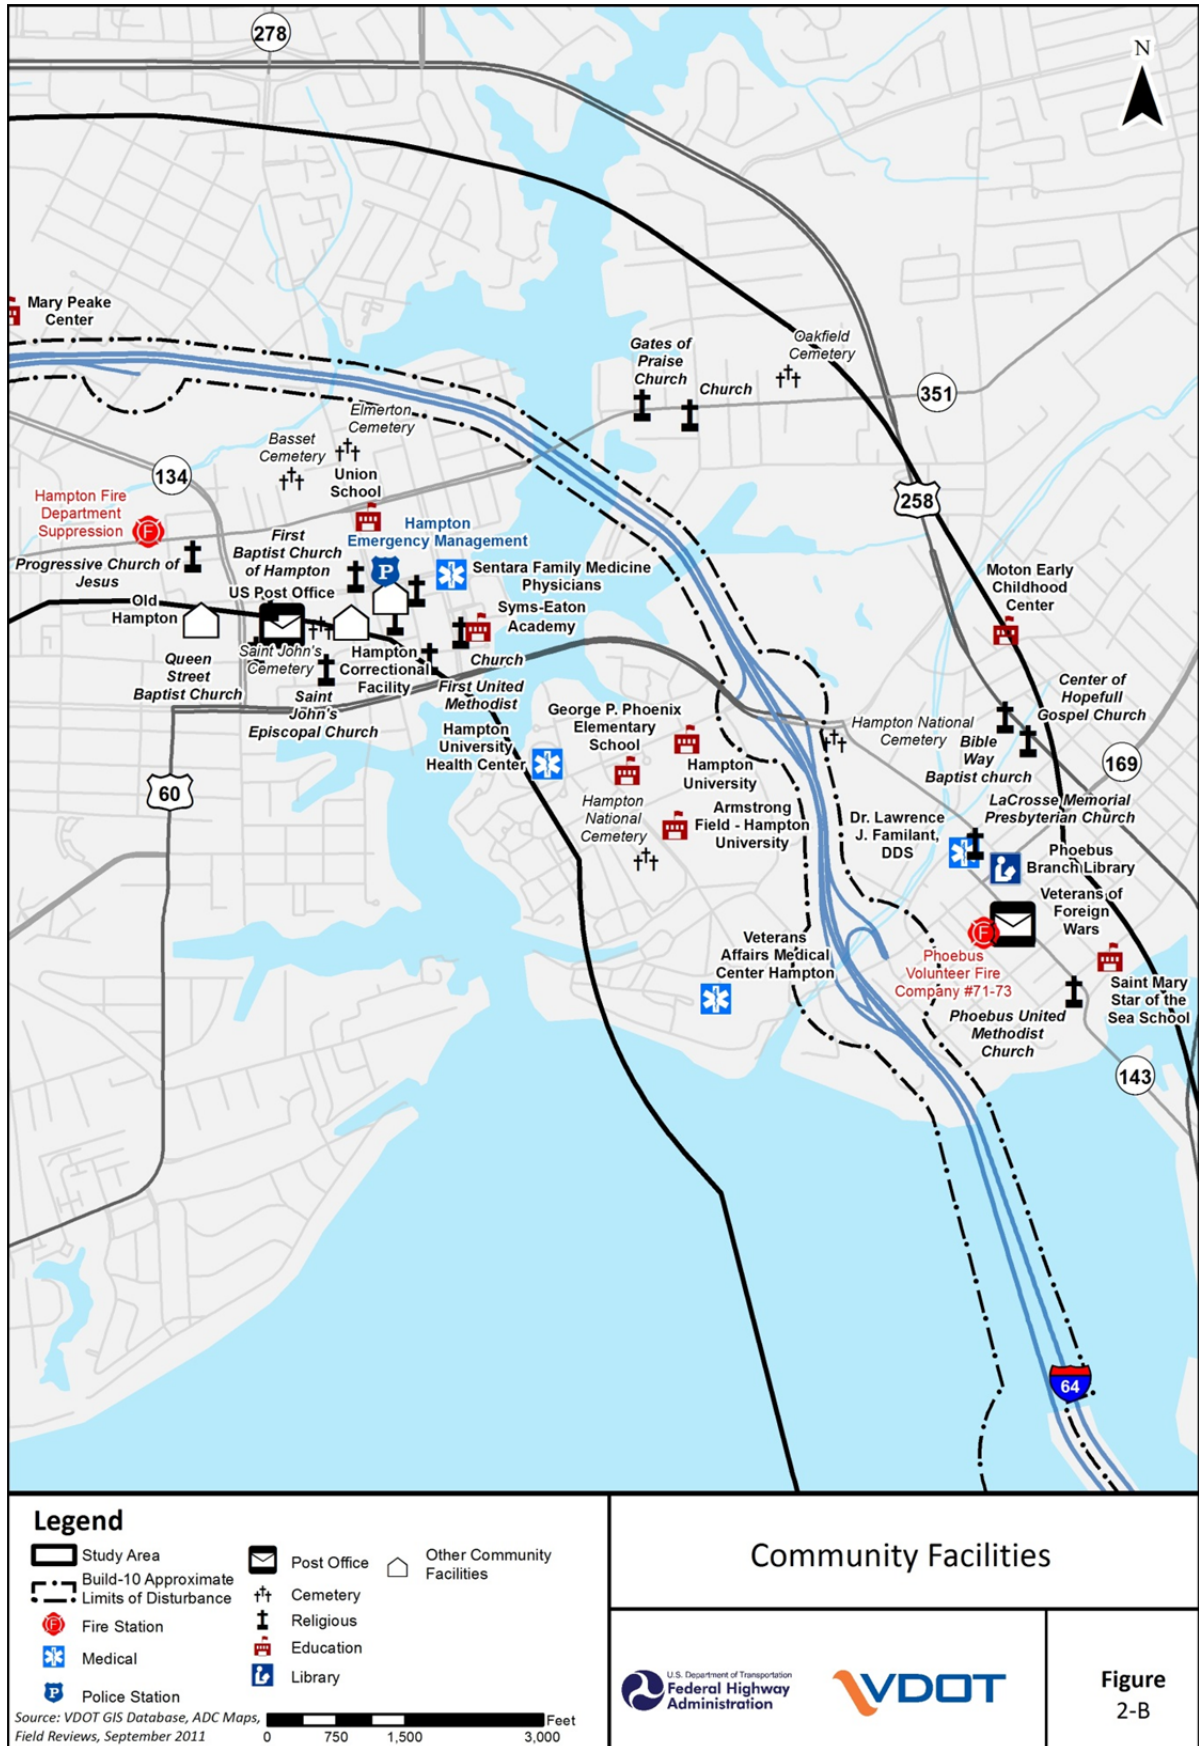 278
N
Mary Peake
Center
Oakfield
Cemetery
Gates of
Praise
Church
Church
351
Elmerton
Cemetery
Basset
Cemetery
Union
School
134
258
Hampton Fire
Department
Suppression
F
First
Baptist Church
of Hampton
Hampton
Emergency Management
P
Progressive Church of
Jesus
Sentara Family Medicine
Physicians
Moton Early
Childhood
Center
US Post Office
Old
Hampton
Syms-Eaton
Academy
Saint John's
Cemetery
Hampton
Correctional
Facility
Church
Queen
Street
Baptist Church
Saint
John's
Episcopal Church
First United
Methodist
Center of
Hopefull
Gospel Church
George P. Phoenix
Elementary
School
Hampton National
Cemetery
Bible
Way
Baptist church
Hampton
University
Health Center
Hampton
University
169
60
Hampton
National
Cemetery
Armstrong
Field - Hampton
University
Dr. Lawrence
J. Familant,
DDS
LaCrosse Memorial
Presbyterian Church
Phoebus
Branch Library
Veterans of
Foreign
Wars
F
Veterans
Affairs Medical
Center Hampton
Phoebus
Volunteer Fire
Company #71-73
Saint Mary
Star of the
Sea School
Phoebus United
Methodist
Church
143
64
Legend
Study Area
Build-10 Approximate
Limits of Disturbance
F Fire Station
Medical
P Police Station
Post Office
Cemetery
Religious
Education
Library
Other Community
Facilities
Source: VDOT GIS Database, ADC Maps,
Field Reviews, September 2011
Feet
0 750 1,500 3,000
Community Facilities
U.S. Department of Transportation
Federal Highway
Administration
VDOT
Figure
2-B